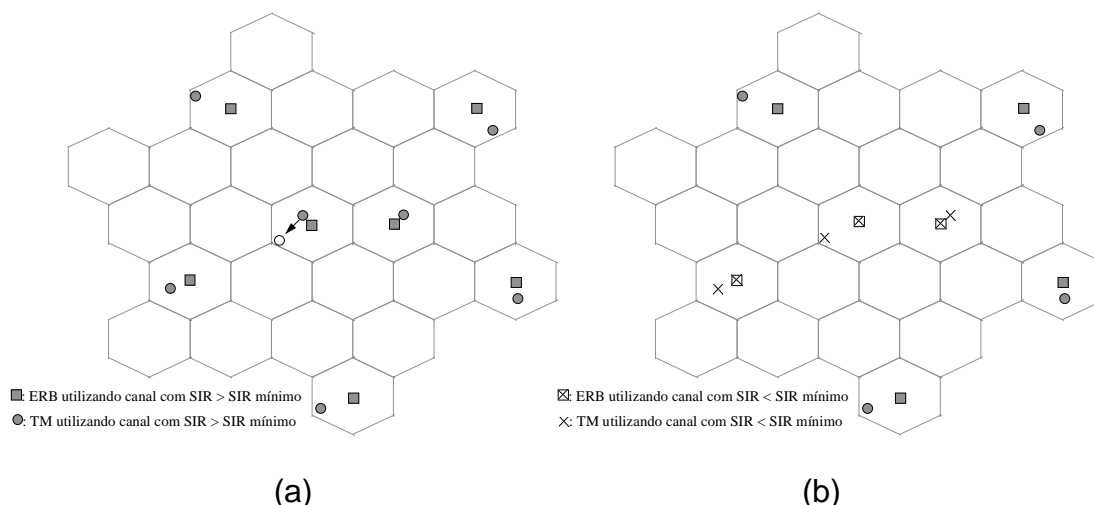 : ERB utilizando canal com SIR > SIR mínimo
: TM utilizando canal com SIR > SIR mínimo
: ERB utilizando canal com SIR < SIR mínimo
: TM utilizando canal com SIR < SIR mínimo
(a)
(b)